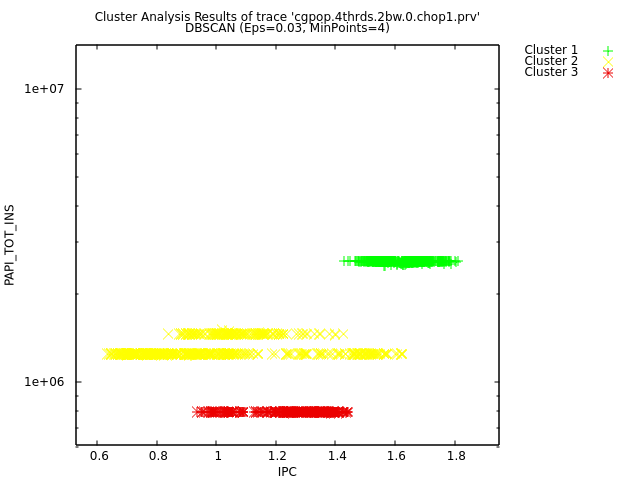 Cluster Analysis Results of trace 'cgpop.4thrds.2bw.0.chop1.prv'
DBSCAN (Eps=0.03, MinPoints=4)
Cluster 1
Cluster 2
Cluster 3
1e+07
1e+06
PAPI_TOT_INS
0.6 0.8 1 1.2 1.4 1.6 1.8
IPC